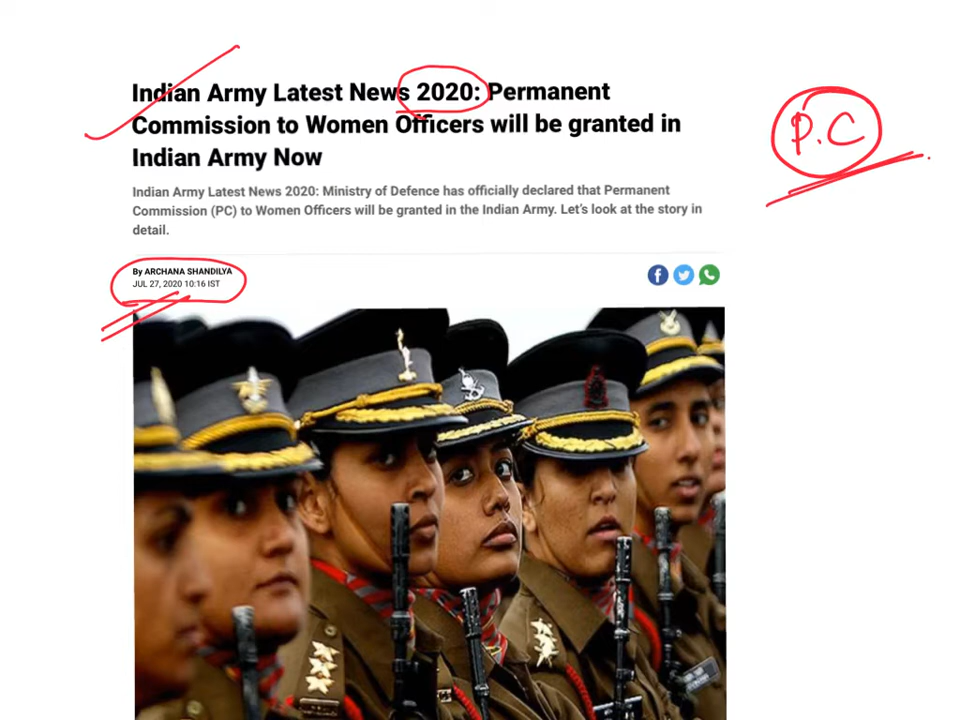 Indian Army Latest News 2020: Permanent
Commission to Women Officers will be granted in
Indian Army Now
P.C
Indian Army Latest News 2020: Ministry of Defence has officially declared that Permanent
Commission (PC) to Women Officers will be granted in the Indian Army. Let's look at the story in
detail.
By ARCHANA SHANDILYA
JUL 27, 2020 10:16 IST